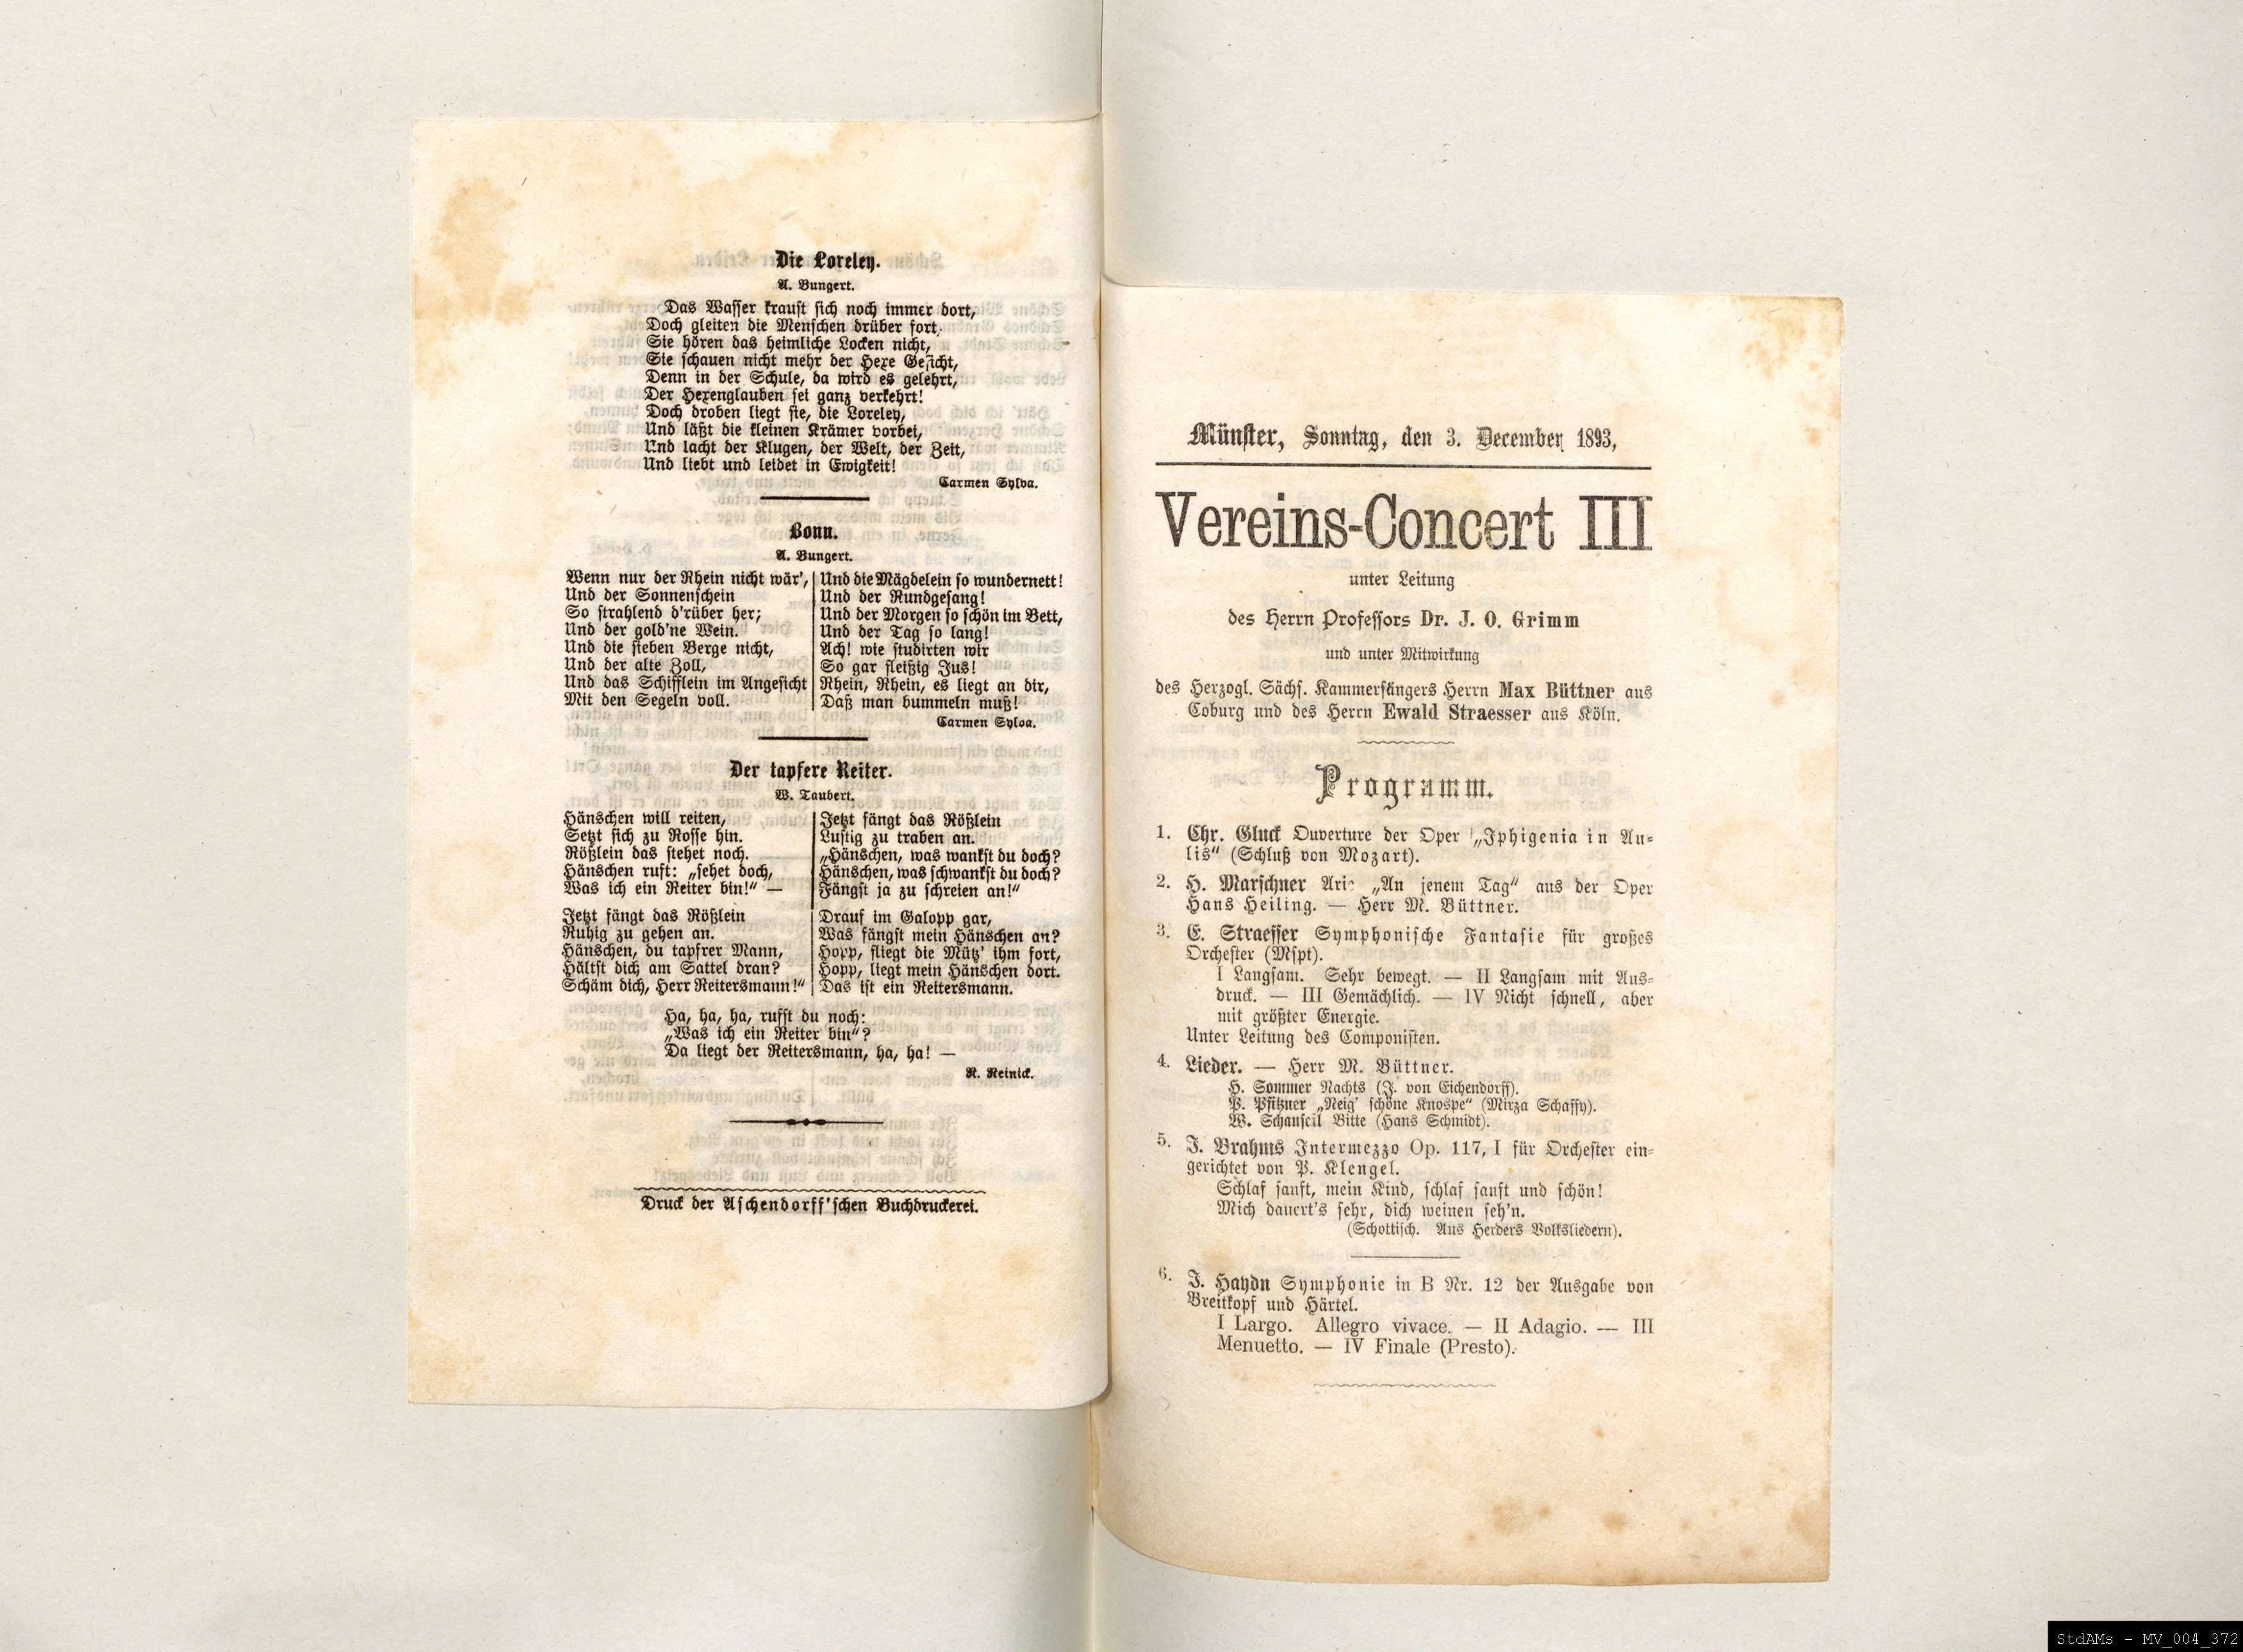 Die Loreley.
A. Bungert.
Das Wasser kraust sich noch immer dort,
Doch gleiten die Menschen drüber fort.
Sie hören das heimliche Locken nicht,
Sie schauen nicht mehr der Hexe Gesicht,
Denn in der Schule, da wird es gelehrt,
Der Hexenglauben sei ganz verkehrt!
Doch droben liegt sie, die Loreley,
Und läßt die kleinen Krämer vorbei,
Und lacht der Klugen, der Welt, der Zeit,
Und liebt und leidet in Ewigkeit!
Carmen Sylva.
Bonn.
A. Bungert.
Wenn nur der Rhein nicht wär',
Und der Sonnenschein
So strahlend d'rüber her;
Und der gold'ne Wein.
Und die sieben Berge nicht,
Und der alte Zoll,
Und das Schifflein im Angesicht
Mit den Segeln voll.
Und die Mägdelein so wundernett!
Und der Rundgesang!
Und der Morgen so schön im Bett,
Und der Tag so lang!
Ach! wie studirten wir
So gar fleißig Jus!
Rhein, Rhein, es liegt an dir,
Daß man bummeln muß!
Carmen Sylva.
Der tapfere Reiter.
W. Taubert.
Hänschen will reiten,
Setzt sich zu Rosse hin.
Rößlein das stehet noch.
Hänschen ruft: „sehet doch,
Was ich ein Reiter bin!“ —
Jetzt fängt das Rößlein
Ruhig zu gehen an.
Hänschen, du tapfrer Mann,
Hältst dich am Sattel dran?
Schäm dich, Herr Reitersmann!“
Jetzt fängt das Rößlein
Lustig zu traben an.
„Hänschen, was wankst du doch?
Hänschen, was schwankst du doch?
Fängst ja zu schreien an!“
Drauf im Galopp gar,
Was fängst mein Hänschen an?
Hopp, fliegt die Mütz' ihm fort,
Hopp, liegt mein Hänschen dort.
Das ist ein Reitersmann.
Ha, ha, ha, rufst du noch:
„Was ich ein Reiter bin“?
Da liegt der Reitersmann, ha, ha! —
R. Reinick.
Druck der Aschendorff'schen Buchdruckerei.
Münster, Sonntag, den 3. December 1893,
Vereins-Concert III
unter Leitung
des Herrn Professors Dr. J. O. Grimm
und unter Mitwirkung
des Herzogl. Sächs. Kammersängers Herrn Max Büttner aus
Coburg und des Herrn Ewald Straesser aus Köln.
Programm.
1. Chr. Gluck Ouverture der Oper „Iphigenia in Au-
lis“ (Schluß von Mozart).
2. H. Marschner Arie „An jenem Tag“ aus der Oper
Hans Heiling. — Herr M. Büttner.
3. E. Straesser Symphonische Fantasie für großes
Orchester (Mspt).
I Langsam. Sehr bewegt. — II Langsam mit Aus-
druck. — III Gemächlich. — IV Nicht schnell, aber
mit größter Energie.
Unter Leitung des Componisten.
4. Lieder. — Herr M. Büttner.
H. Sommer Nachts (J. von Eichendorff).
P. Pfitzner „Neig' schöne Knospe“ (Mirza Schaffy).
W. Schauseil Bitte (Hans Schmidt).
5. J. Brahms Intermezzo Op. 117, I für Orchester ein-
gerichtet von P. Klengel.
Schlaf sanft, mein Kind, schlaf sanft und schön!
Mich dauert's sehr, dich weinen seh'n.
(Schottisch. Aus Herders Volksliedern).
6. J. Haydn Symphonie in B Nr. 12 der Ausgabe von
Breitkopf und Härtel.
I Largo. Allegro vivace. — II Adagio. — III
Menuetto. — IV Finale (Presto).
StdAMs - MV_004_372